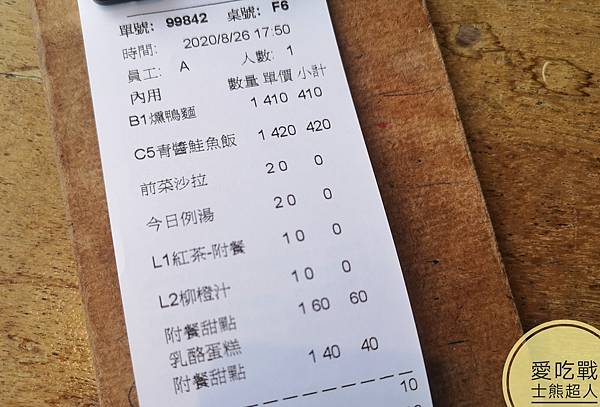 單號: 99842 桌號: F6
時間: 2020/8/26 17:50
員工: A 人數: 1
內用 數量 單價 小計
B1爌鴨麵 1 410 410
C5青醬鮭魚飯 1 420 420
前菜沙拉 2 0 0
今日例湯 2 0 0
L1紅茶-附餐 1 0 0
L2柳橙汁 1 0 0
附餐甜點 1 60 60
乳酪蛋糕
附餐甜點 1 40 40
10
愛吃戰
士熊超人